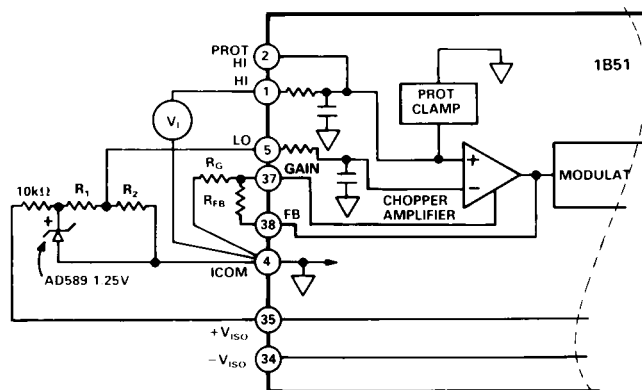 PROT
HI
2
1B51
HI
1
PROT
CLAMP
VI
LO
5
RG
GAIN
37
+
−
MODULAT
10kΩ
R1
R2
RFB
CHOPPER
AMPLIFIER
+
FB
38
ICOM
4
AD589 1.25V
35
+VISO
34
−VISO